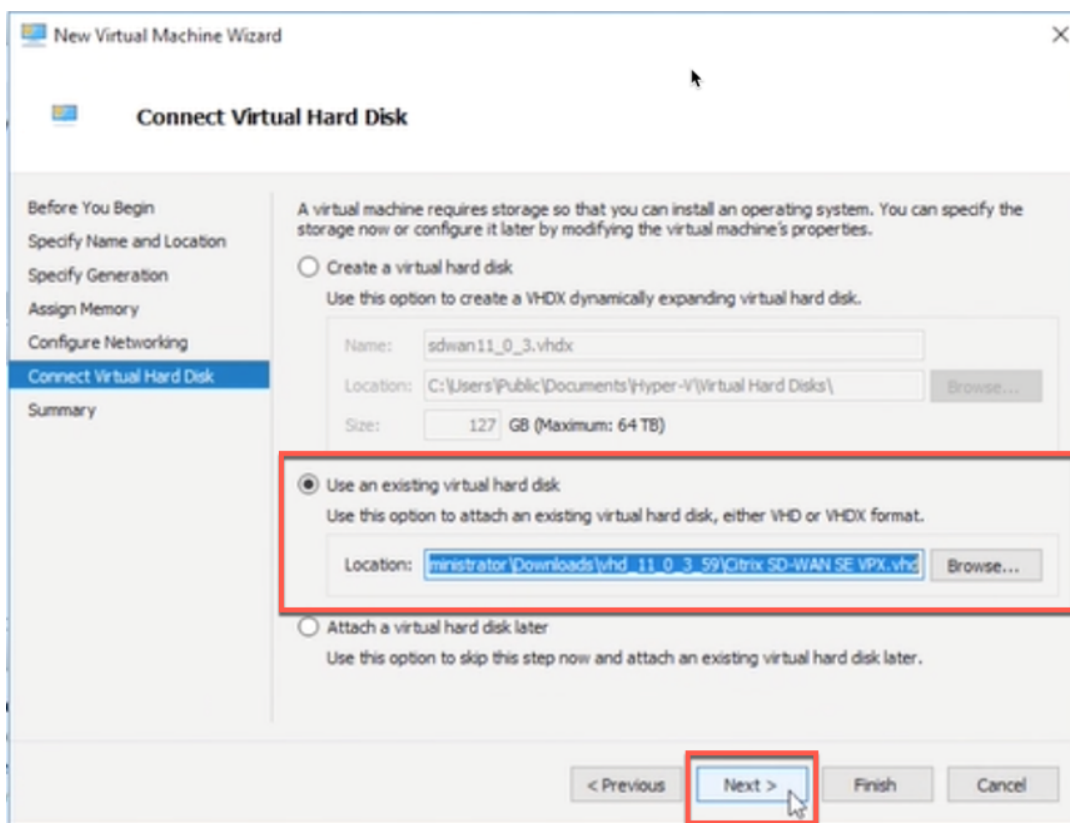 New Virtual Machine Wizard
Connect Virtual Hard Disk
Before You Begin
Specify Name and Location
Specify Generation
Assign Memory
Configure Networking
Connect Virtual Hard Disk
Summary
A virtual machine requires storage so that you can install an operating system. You can specify the
storage now or configure it later by modifying the virtual machine's properties.
Create a virtual hard disk
Use this option to create a VHDX dynamically expanding virtual hard disk.
Name: sdwan11_0_3.vhdx
Location: C:\Users\Public\Documents\Hyper-V\Virtual Hard Disks\ Browse...
Size: 127 GB (Maximum: 64 TB)
Use an existing virtual hard disk
Use this option to attach an existing virtual hard disk, either VHD or VHDX format.
Location: ministrator\Downloads\vhd_11_0_3_59\Citrix SD-WAN SE VPX.vhd Browse...
Attach a virtual hard disk later
Use this option to skip this step now and attach an existing virtual hard disk later.
< Previous Next > Finish Cancel